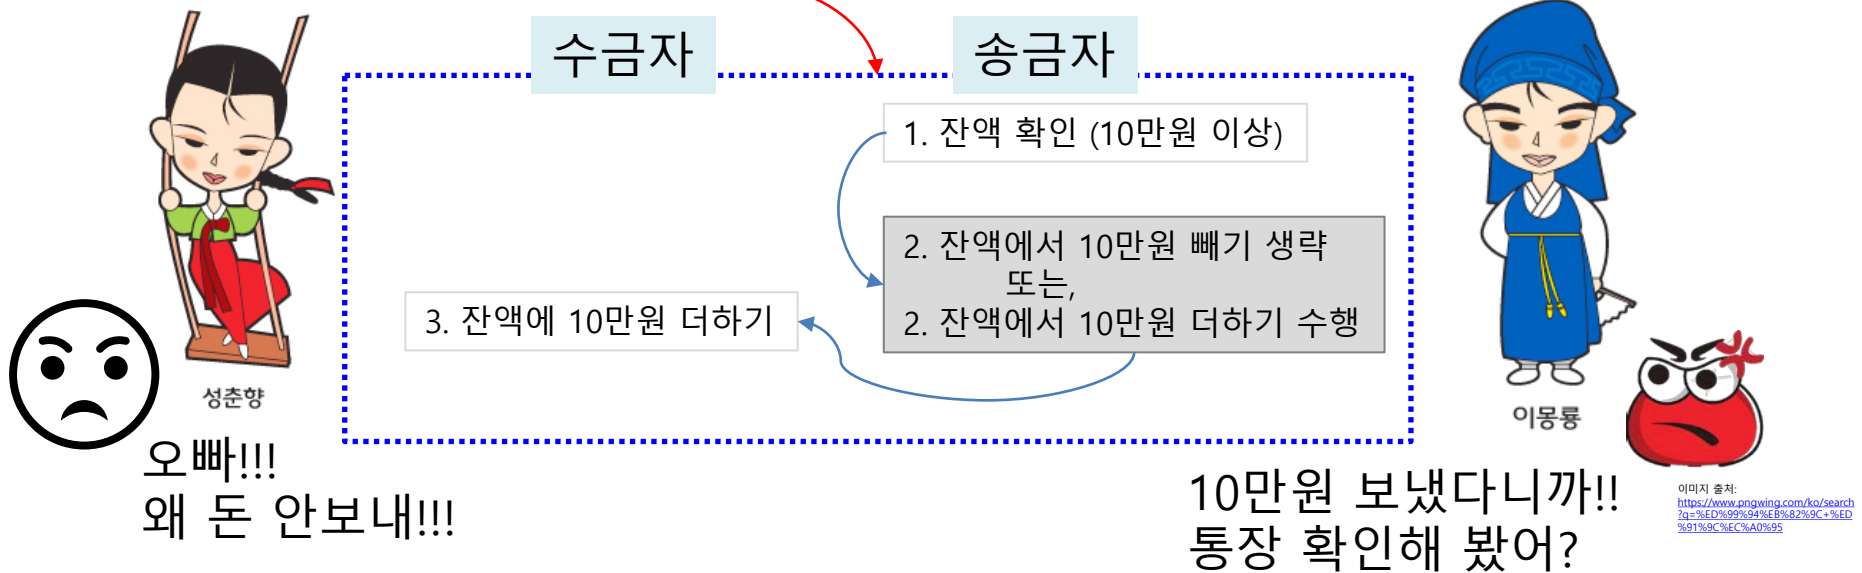 수금자
송금자
1. 잔액 확인 (10만원 이상)
2. 잔액에서 10만원 빼기 생략
또는,
2. 잔액에서 10만원 더하기 수행
3. 잔액에 10만원 더하기
성춘향
이몽룡
오빠!!!
왜 돈 안보내!!!
10만원 보냈다니까!!
통장 확인해 봤어?
이미지 출처:
https://www.pngwing.com/ko/search
?q=%ED%99%94%EB%82%9C+%ED
%91%9C%EC%A0%95